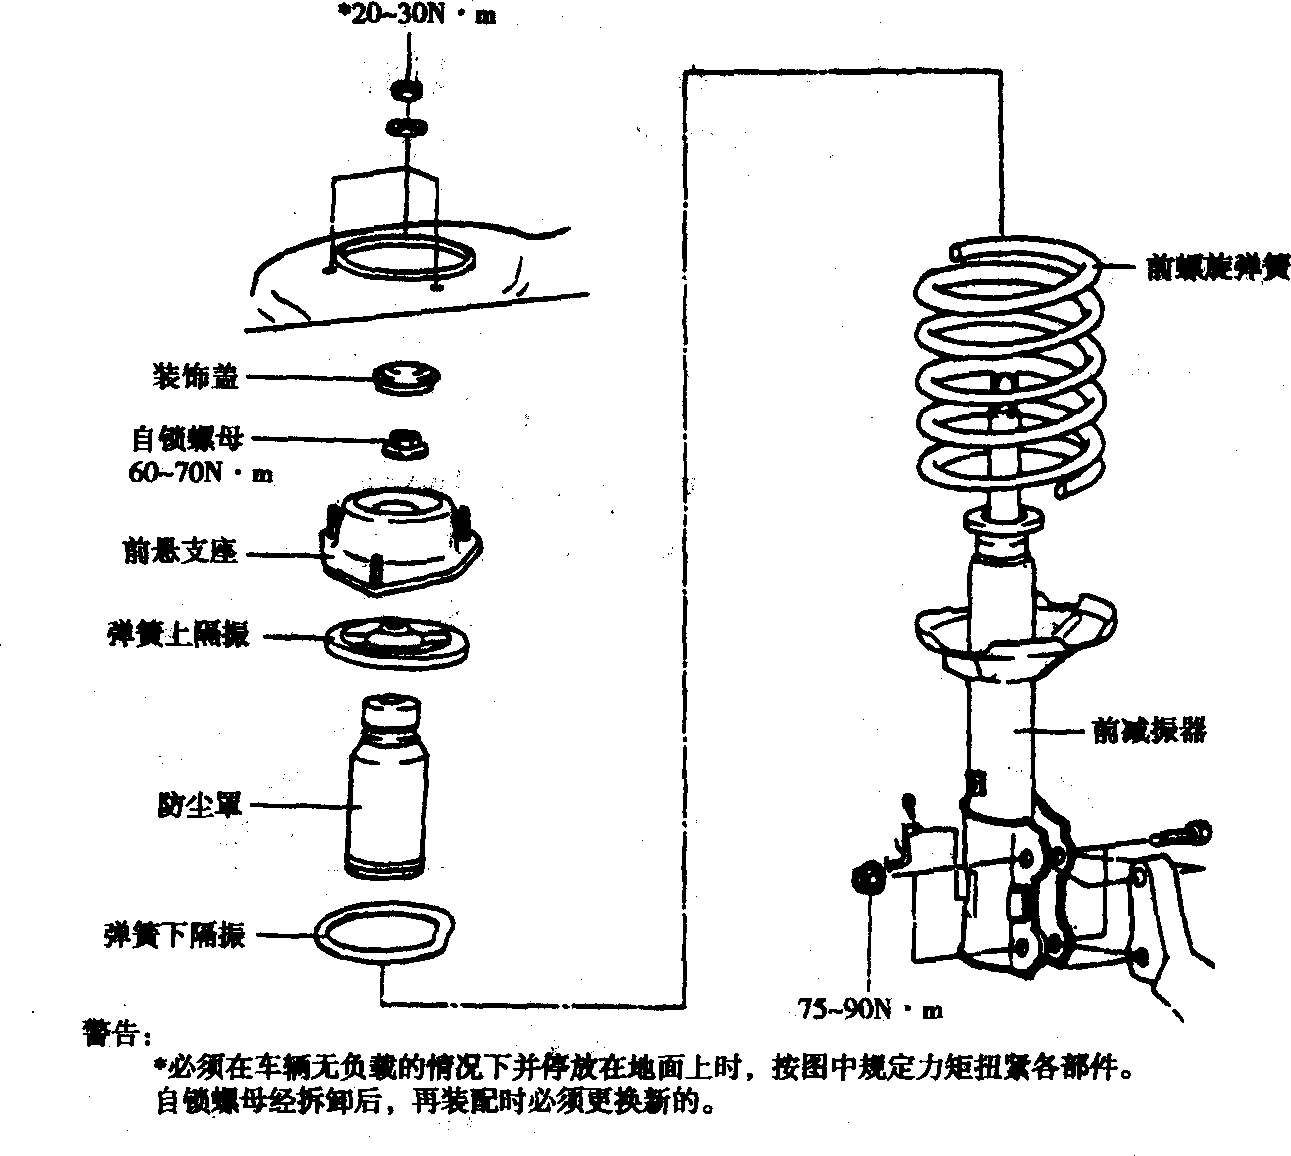 *20~30N·m
前螺旋弹簧
装饰盖
自锁螺母
60~70N·m
前悬支座
弹簧上隔振
前减振器
防尘罩
弹簧下隔振
75~90N·m
警告：
*必须在车辆无负载的情况下并停放在地面上时，按图中规定力矩扭紧各部件。
自锁螺母经拆卸后，再装配时必须更换新的。